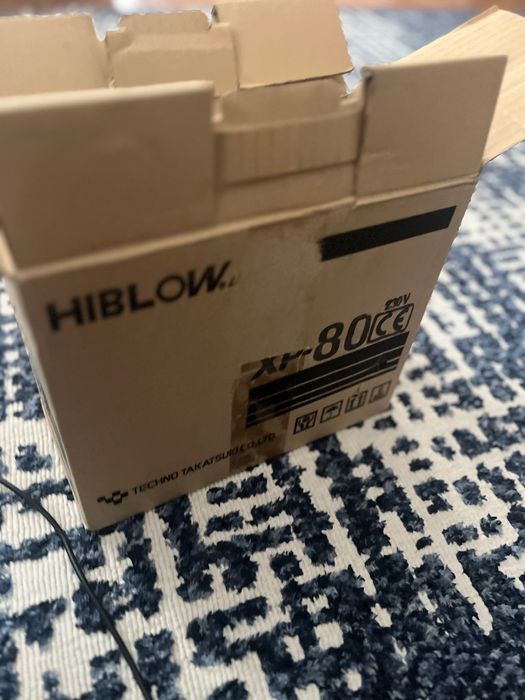 HIBLOW
230V
XP-80 CE
TECHNO TAKATSUKI CO., LTD.